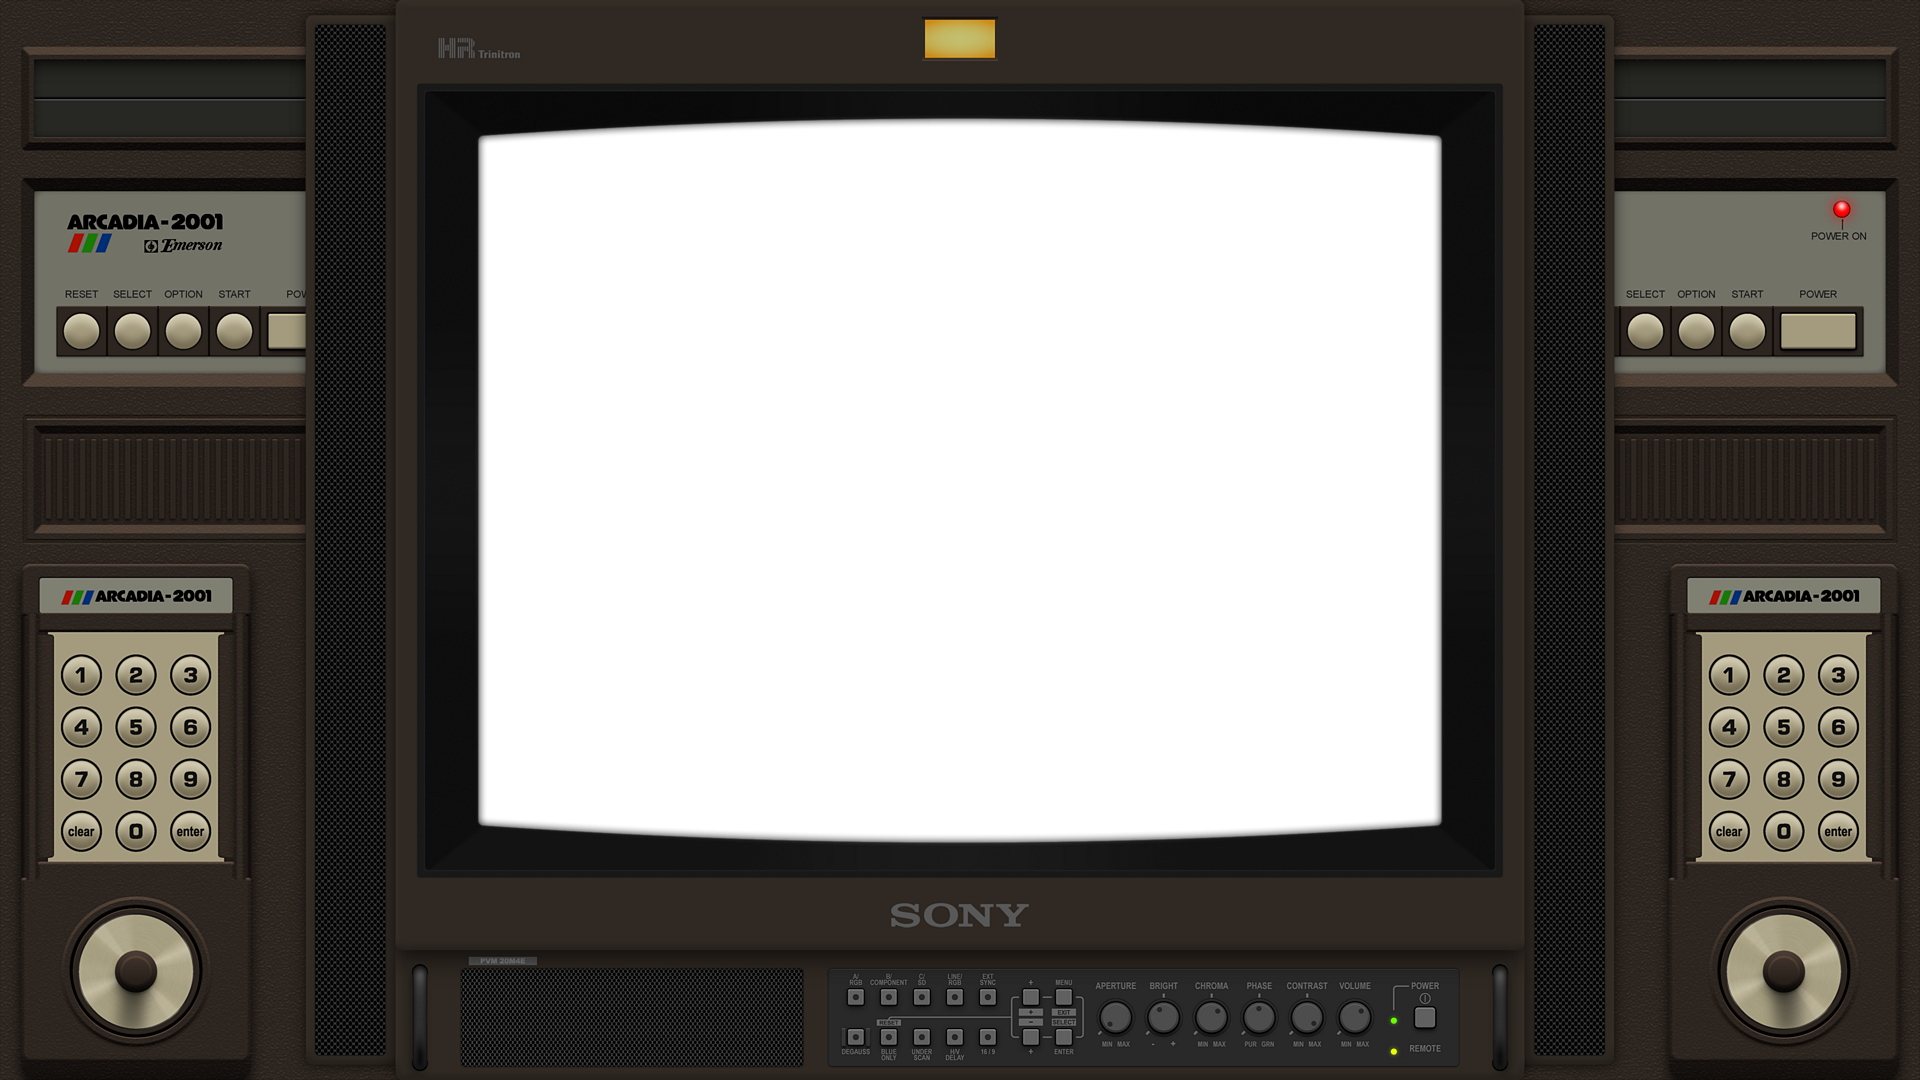 HR Trinitron
ARCADIA-2001
Emerson
RESET SELECT OPTION START POW
POWER ON
SELECT OPTION START POWER
ARCADIA-2001
1 2 3
4 5 6
7 8 9
clear 0 enter
ARCADIA-2001
1 2 3
4 5 6
7 8 9
clear 0 enter
SONY
PVM 20M4E
A/ RGB
B/ COMPONENT
C/ SD
LINE/ RGB
EXT SYNC
+ MENU
+ EXIT
- SELECT
+ ENTER
RESET
DEGAUSS
BLUE ONLY
UNDER SCAN
H/V DELAY
16 / 9
APERTURE BRIGHT CHROMA PHASE CONTRAST VOLUME
MIN MAX - + MIN MAX PUR GRN MIN MAX MIN MAX
POWER
REMOTE